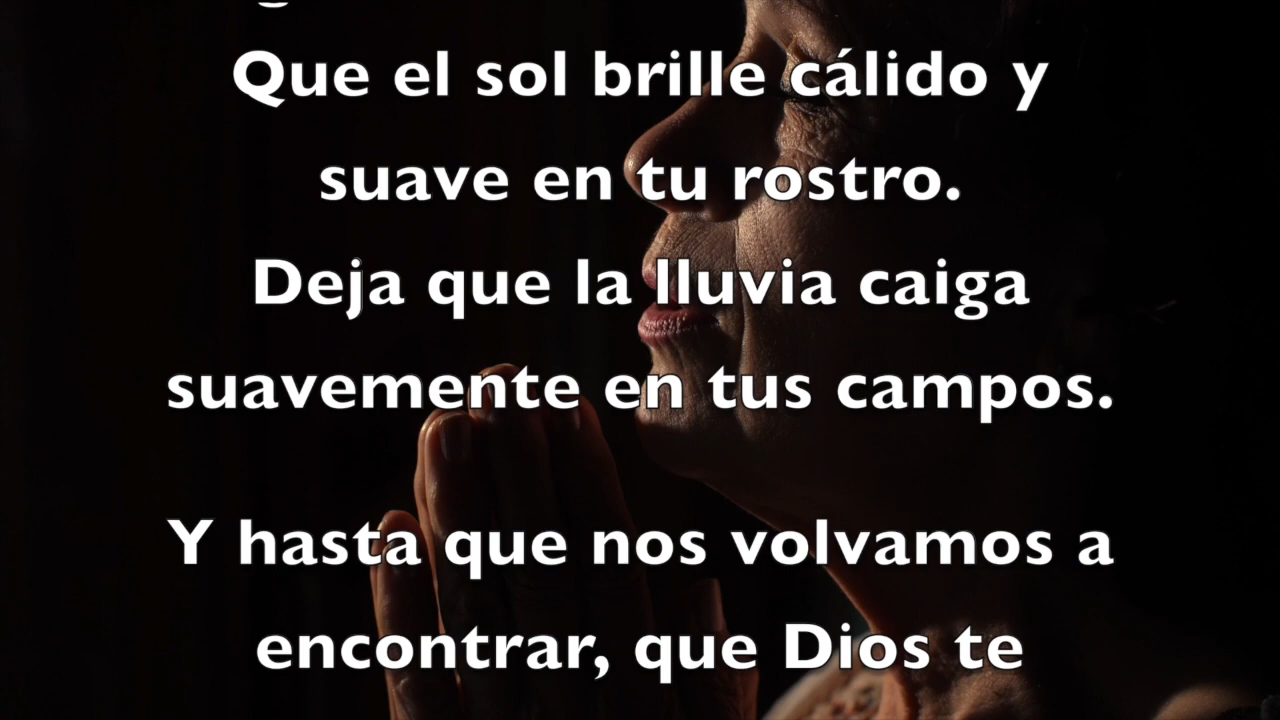 Que el sol brille cálido y
suave en tu rostro.
Deja que la lluvia caiga
suavemente en tus campos.
Y hasta que nos volvamos a
encontrar, que Dios te